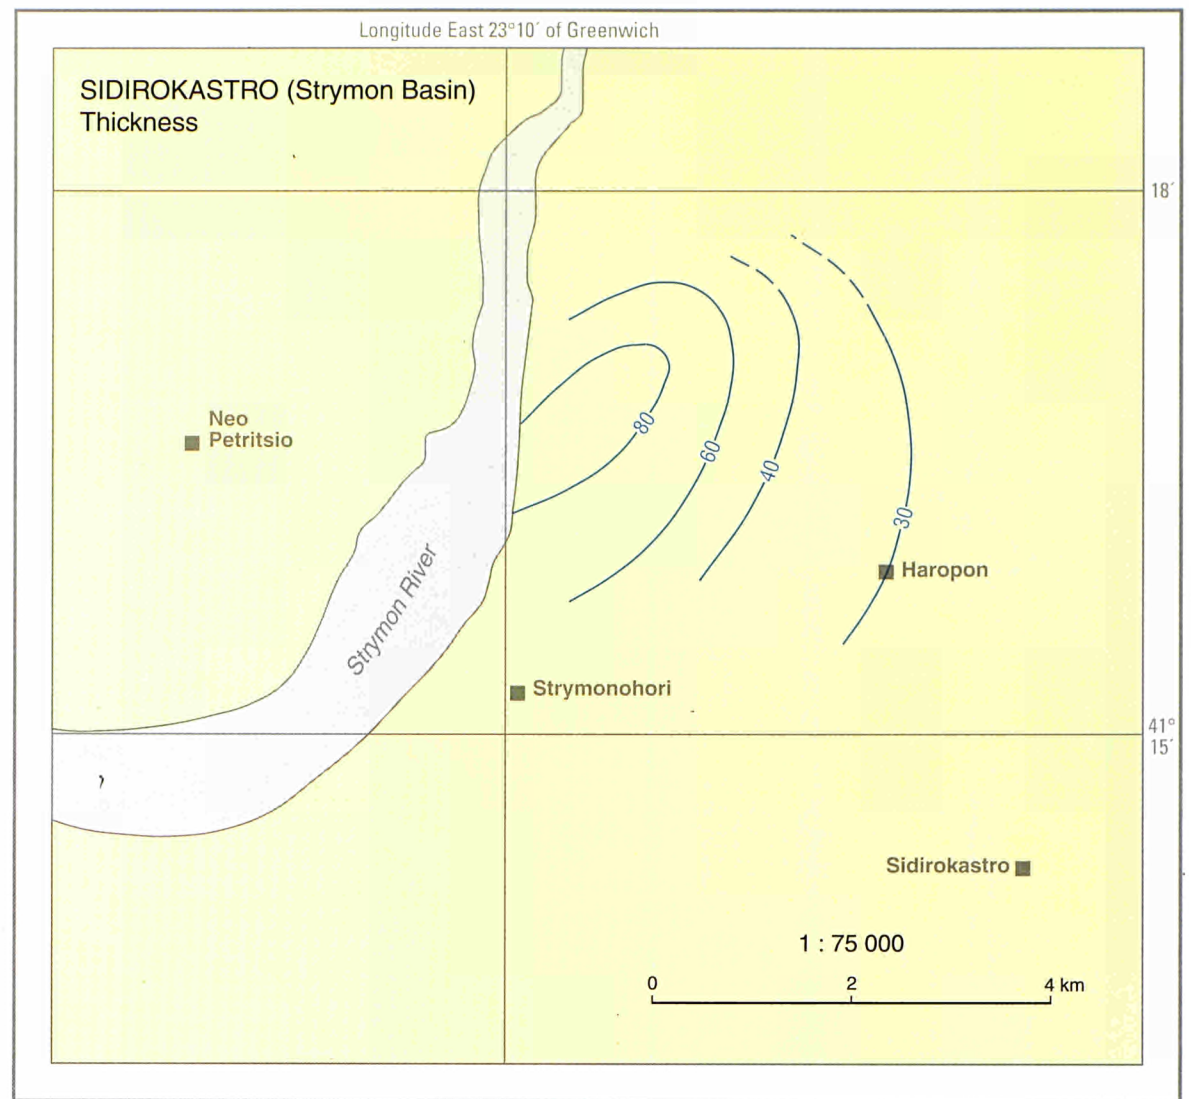 Longitude East 23°10´ of Greenwich
SIDIROKASTRO (Strymon Basin)
Thickness
18´
Neo
Petritsio
80
60
40
30
Haropon
Strymon River
Strymonohori
41°
15´
?
Sidirokastro
1 : 75 000
0 2 4 km